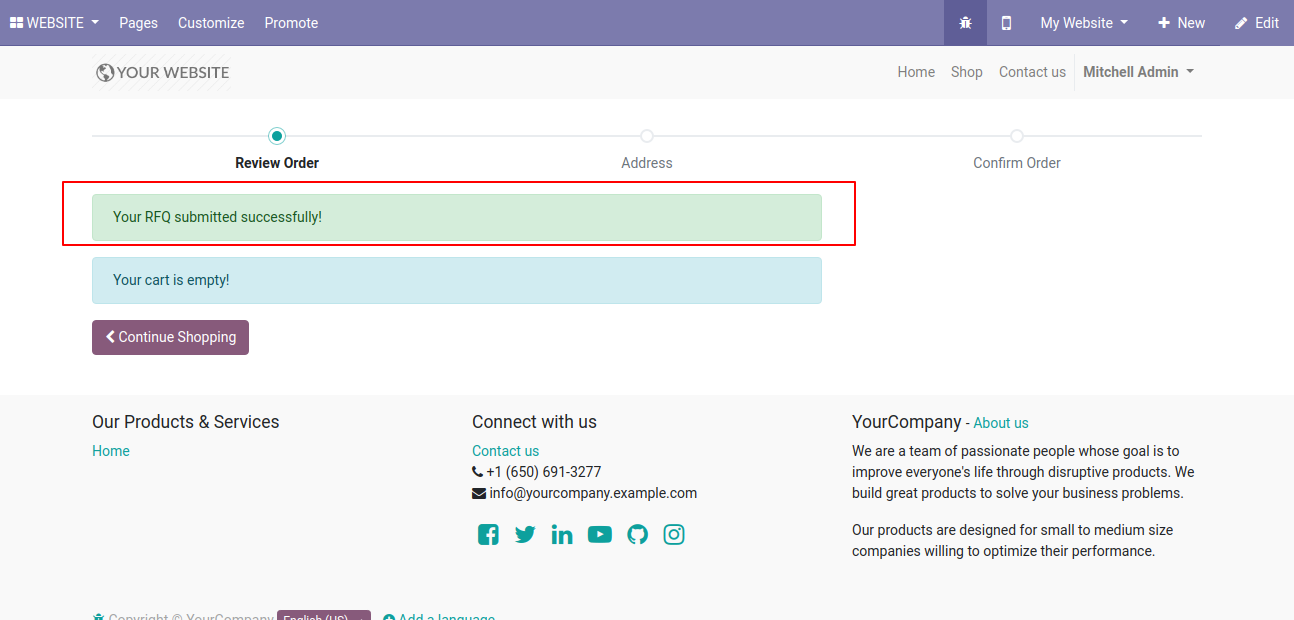 WEBSITE Pages Customize Promote My Website New Edit
YOUR WEBSITE Home Shop Contact us Mitchell Admin
Review Order Address Confirm Order
Your RFQ submitted successfully!
Your cart is empty!
Continue Shopping
Our Products & Services
Home
Connect with us
Contact us
+1 (650) 691-3277
info@yourcompany.example.com
YourCompany - About us
We are a team of passionate people whose goal is to
improve everyone's life through disruptive products. We
build great products to solve your business problems.
Our products are designed for small to medium size
companies willing to optimize their performance.
Copyright © YourCompany English (US) Add a language